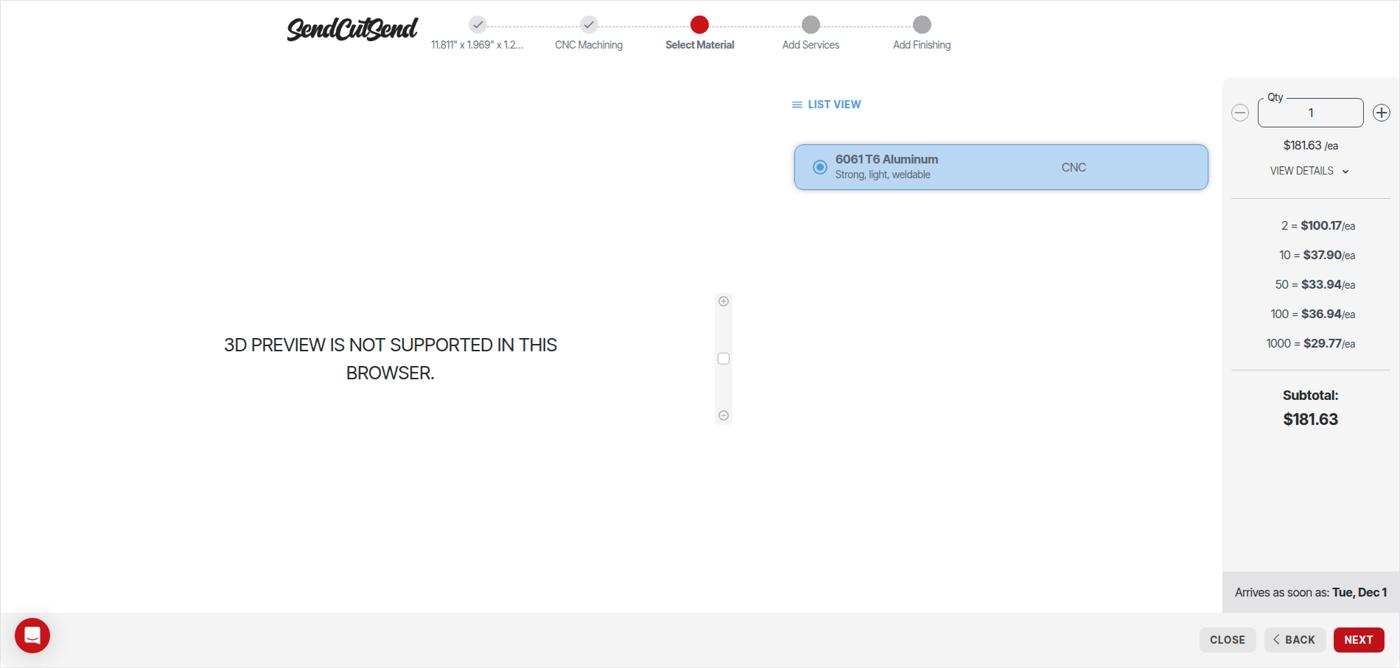 SendCutSend
11.811" x 1.969" x 1.2...
CNC Machining
Select Material
Add Services
Add Finishing
LIST VIEW
6061 T6 Aluminum
Strong, light, weldable
CNC
3D PREVIEW IS NOT SUPPORTED IN THIS
BROWSER.
Qty
1
$181.63 /ea
VIEW DETAILS
2 = $100.17/ea
10 = $37.90/ea
50 = $33.94/ea
100 = $36.94/ea
1000 = $29.77/ea
Subtotal:
$181.63
Arrives as soon as: Tue, Dec 1
CLOSE
BACK
NEXT